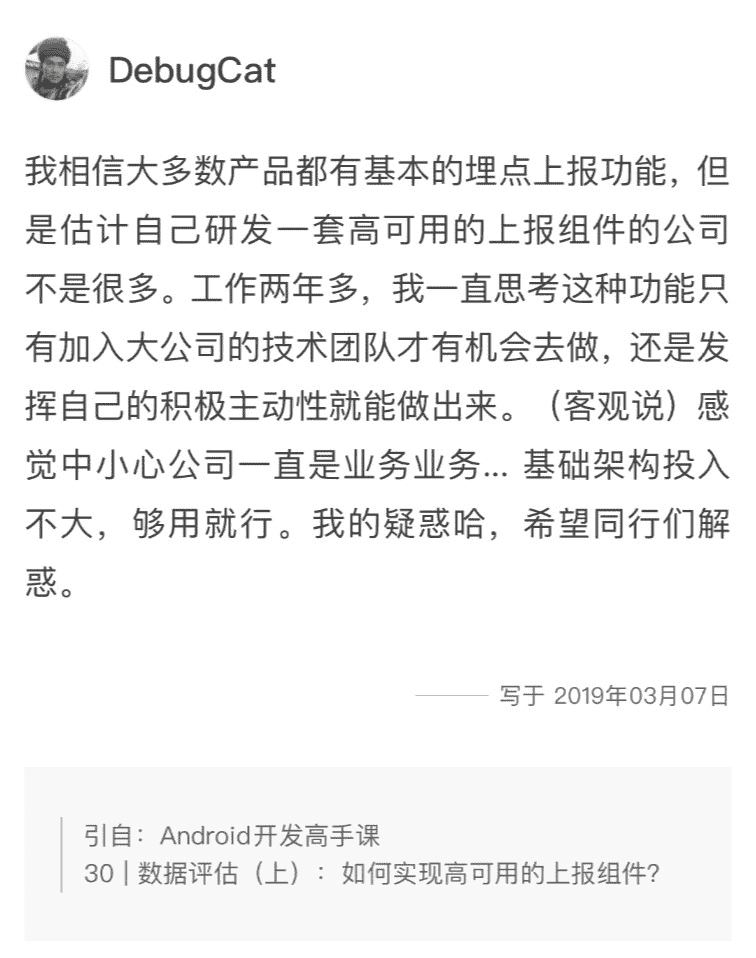 DebugCat
我相信大多数产品都有基本的埋点上报功能，但
是估计自己研发一套高可用的上报组件的公司
不是很多。工作两年多，我一直思考这种功能只
有加入大公司的技术团队才有机会去做，还是发
挥自己的积极主动性就能做出来。（客观说）感
觉中小心公司一直是业务业务... 基础架构投入
不大，够用就行。我的疑惑哈，希望同行们解
惑。
写于 2019年03月07日
引自：Android开发高手课
30 | 数据评估（上）：如何实现高可用的上报组件?